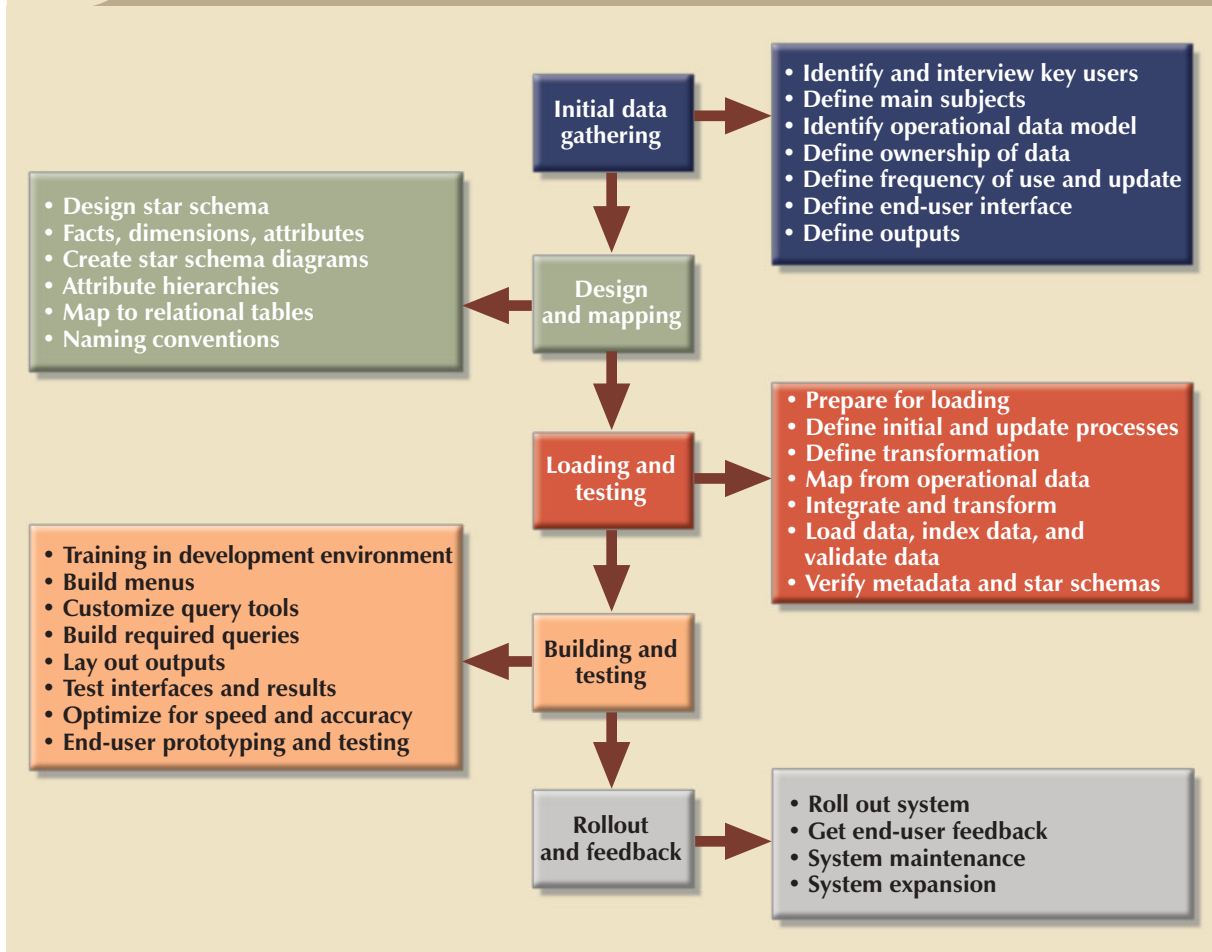 Initial data
gathering
• Identify and interview key users
• Define main subjects
• Identify operational data model
• Define ownership of data
• Define frequency of use and update
• Define end-user interface
• Define outputs
Design
and mapping
• Design star schema
• Facts, dimensions, attributes
• Create star schema diagrams
• Attribute hierarchies
• Map to relational tables
• Naming conventions
Loading and
testing
• Prepare for loading
• Define initial and update processes
• Define transformation
• Map from operational data
• Integrate and transform
• Load data, index data, and
validate data
• Verify metadata and star schemas
Building and
testing
• Training in development environment
• Build menus
• Customize query tools
• Build required queries
• Lay out outputs
• Test interfaces and results
• Optimize for speed and accuracy
• End-user prototyping and testing
Rollout
and feedback
• Roll out system
• Get end-user feedback
• System maintenance
• System expansion